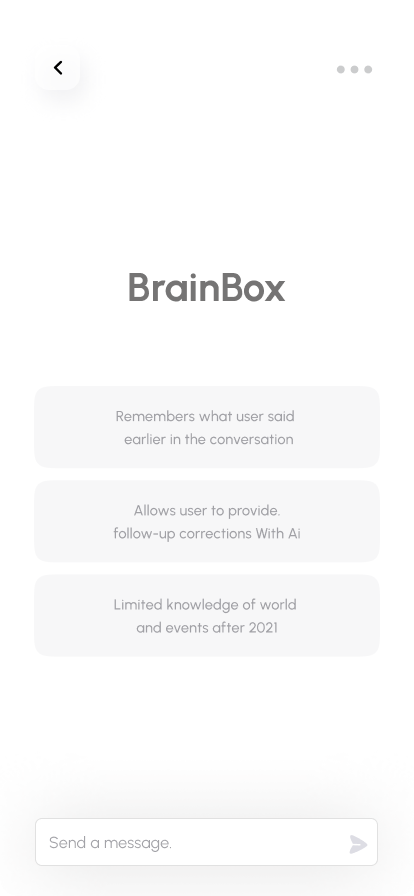 BrainBox
Remembers what user said
earlier in the conversation
Allows user to provide.
follow-up corrections With Ai
Limited knowledge of world
and events after 2021
Send a message.